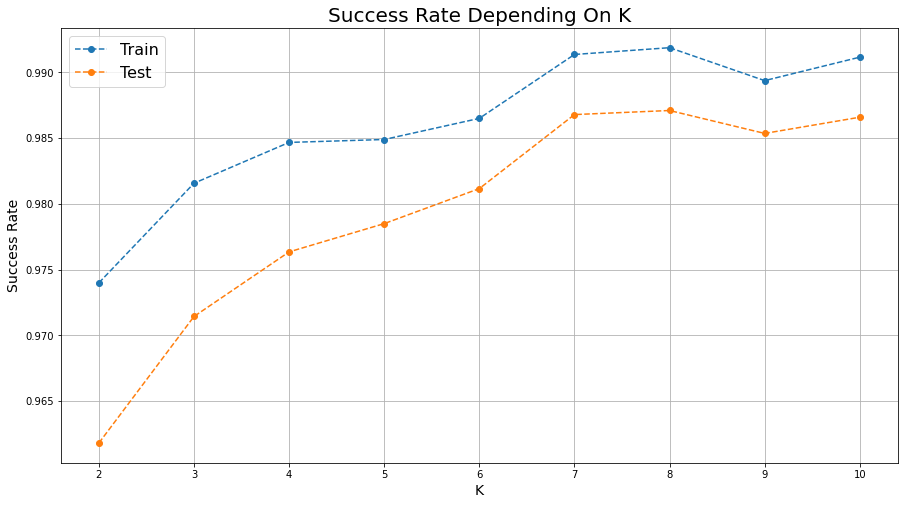 Success Rate Depending On K
Train
Test
0.990
0.985
0.980
0.975
0.970
0.965
Success Rate
2 3 4 5 6 7 8 9 10
K